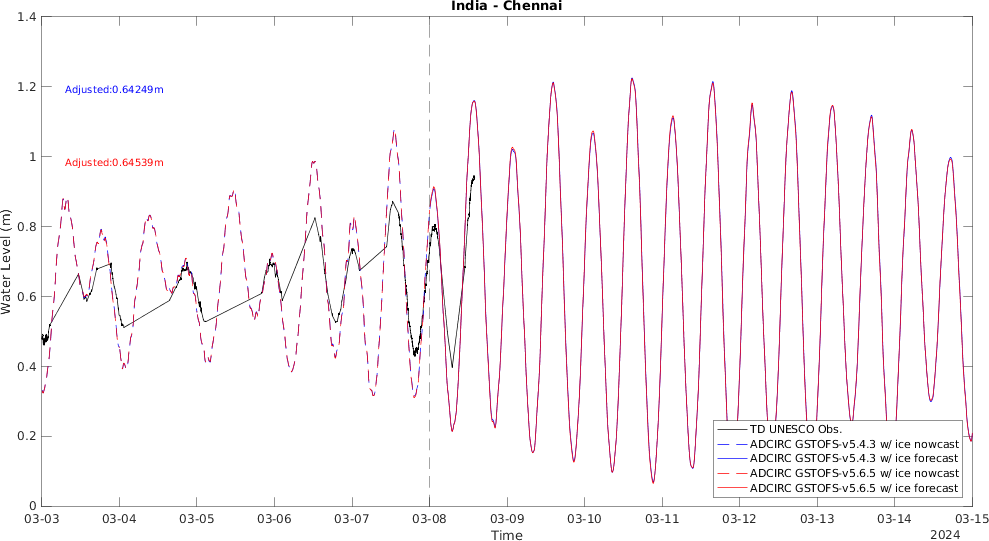 India - Chennai
1.4
1.2
1
0.8
0.6
0.4
0.2
0
Water Level (m)
Adjusted:0.64249m
Adjusted:0.64539m
TD UNESCO Obs.
ADCIRC GSTOFS-v5.4.3 w/ ice nowcast
ADCIRC GSTOFS-v5.4.3 w/ ice forecast
ADCIRC GSTOFS-v5.6.5 w/ ice nowcast
ADCIRC GSTOFS-v5.6.5 w/ ice forecast
03-03 03-04 03-05 03-06 03-07 03-08 03-09 03-10 03-11 03-12 03-13 03-14 03-15
Time
2024